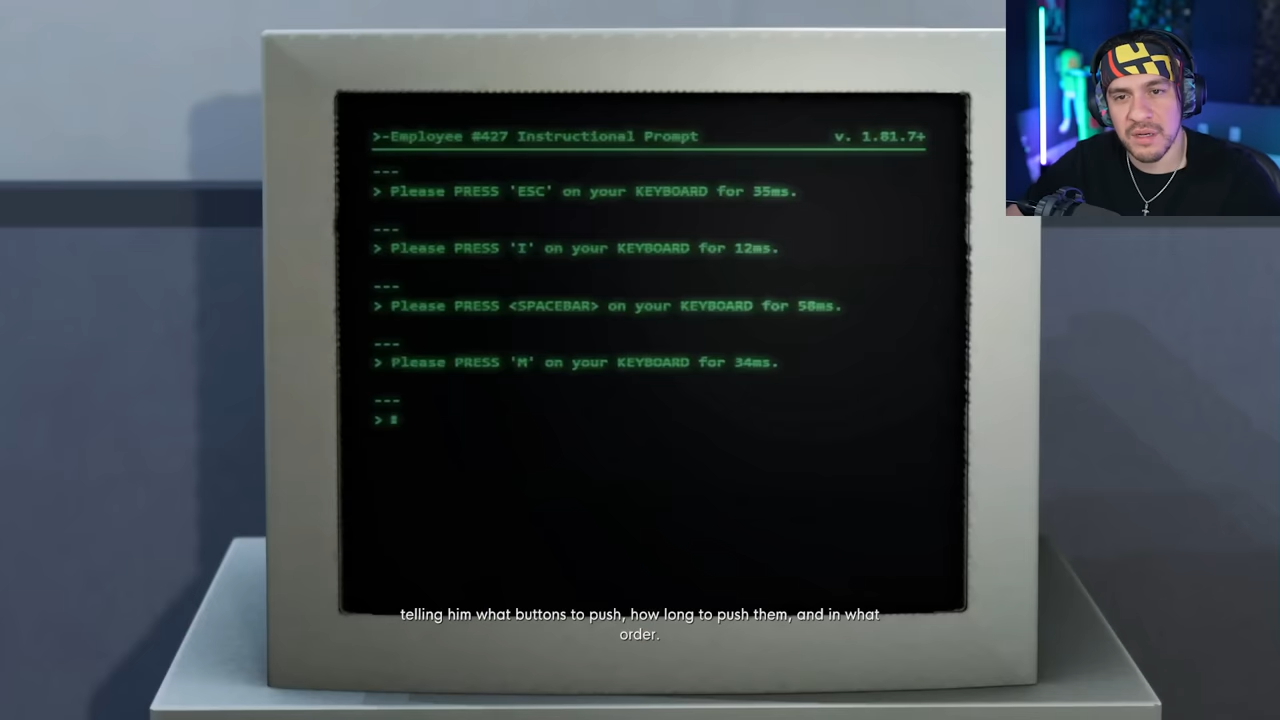 >-Employee #427 Instructional Prompt v. 1.81.7+
---
> Please PRESS 'ESC' on your KEYBOARD for 35ms.
---
> Please PRESS 'I' on your KEYBOARD for 12ms.
---
> Please PRESS <SPACEBAR> on your KEYBOARD for 58ms.
---
> Please PRESS 'M' on your KEYBOARD for 34ms.
---
>
telling him what buttons to push, how long to push them, and in what
order.